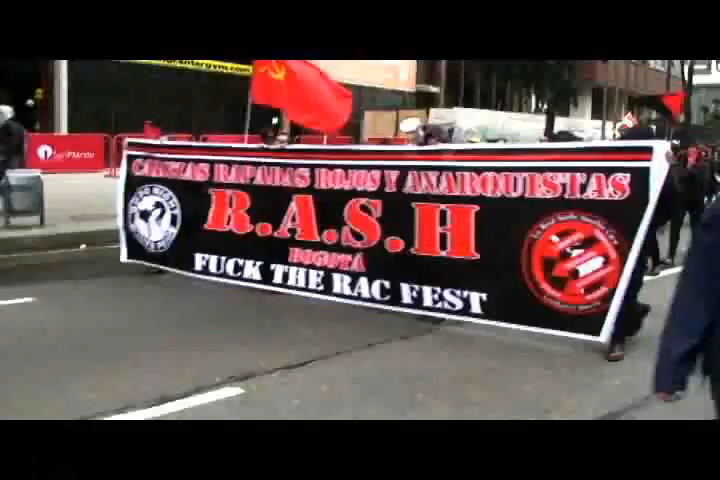 CABEZAS RAPADAS ROJOS Y ANARQUISTAS
R.A.S.H
BOGOTA
FUCK THE RAC FEST